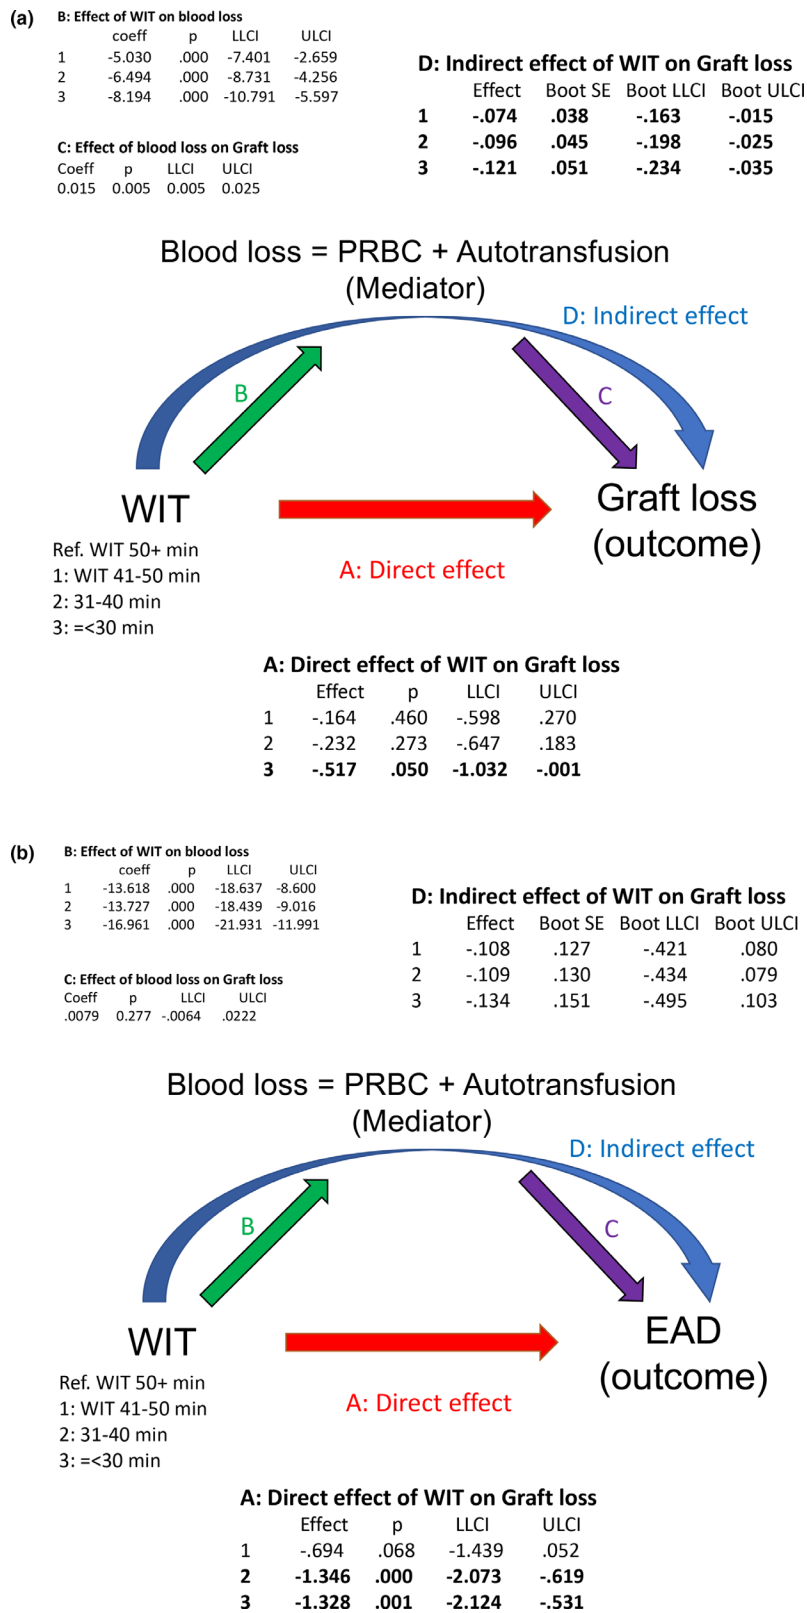 (a)
B: Effect of WIT on blood loss
coeff p LLCI ULCI
1 -5.030 .000 -7.401 -2.659
2 -6.494 .000 -8.731 -4.256
3 -8.194 .000 -10.791 -5.597
C: Effect of blood loss on Graft loss
Coeff p LLCI ULCI
0.015 0.005 0.005 0.025
D: Indirect effect of WIT on Graft loss
Effect Boot SE Boot LLCI Boot ULCI
1 -.074 .038 -.163 -.015
2 -.096 .045 -.198 -.025
3 -.121 .051 -.234 -.035
Blood loss = PRBC + Autotransfusion
(Mediator)
D: Indirect effect
B
C
WIT
Graft loss
(outcome)
Ref. WIT 50+ min
1: WIT 41-50 min
2: 31-40 min
3: =<30 min
A: Direct effect
A: Direct effect of WIT on Graft loss
Effect p LLCI ULCI
1 -.164 .460 -.598 .270
2 -.232 .273 -.647 .183
3 -.517 .050 -1.032 -.001
(b)
B: Effect of WIT on blood loss
coeff p LLCI ULCI
1 -13.618 .000 -18.637 -8.600
2 -13.727 .000 -18.439 -9.016
3 -16.961 .000 -21.931 -11.991
C: Effect of blood loss on Graft loss
Coeff p LLCI ULCI
.0079 0.277 -.0064 .0222
D: Indirect effect of WIT on Graft loss
Effect Boot SE Boot LLCI Boot ULCI
1 -.108 .127 -.421 .080
2 -.109 .130 -.434 .079
3 -.134 .151 -.495 .103
Blood loss = PRBC + Autotransfusion
(Mediator)
D: Indirect effect
B
C
WIT
EAD
(outcome)
Ref. WIT 50+ min
1: WIT 41-50 min
2: 31-40 min
3: =<30 min
A: Direct effect
A: Direct effect of WIT on Graft loss
Effect p LLCI ULCI
1 -.694 .068 -1.439 .052
2 -1.346 .000 -2.073 -.619
3 -1.328 .001 -2.124 -.531